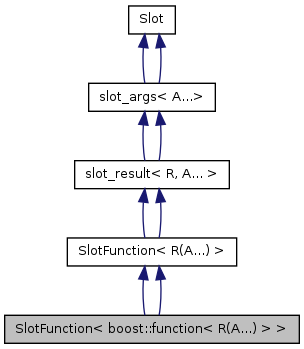 Slot
slot_args< A...>
slot_result< R, A... >
SlotFunction< R(A...) >
SlotFunction< boost::function< R(A...) > >